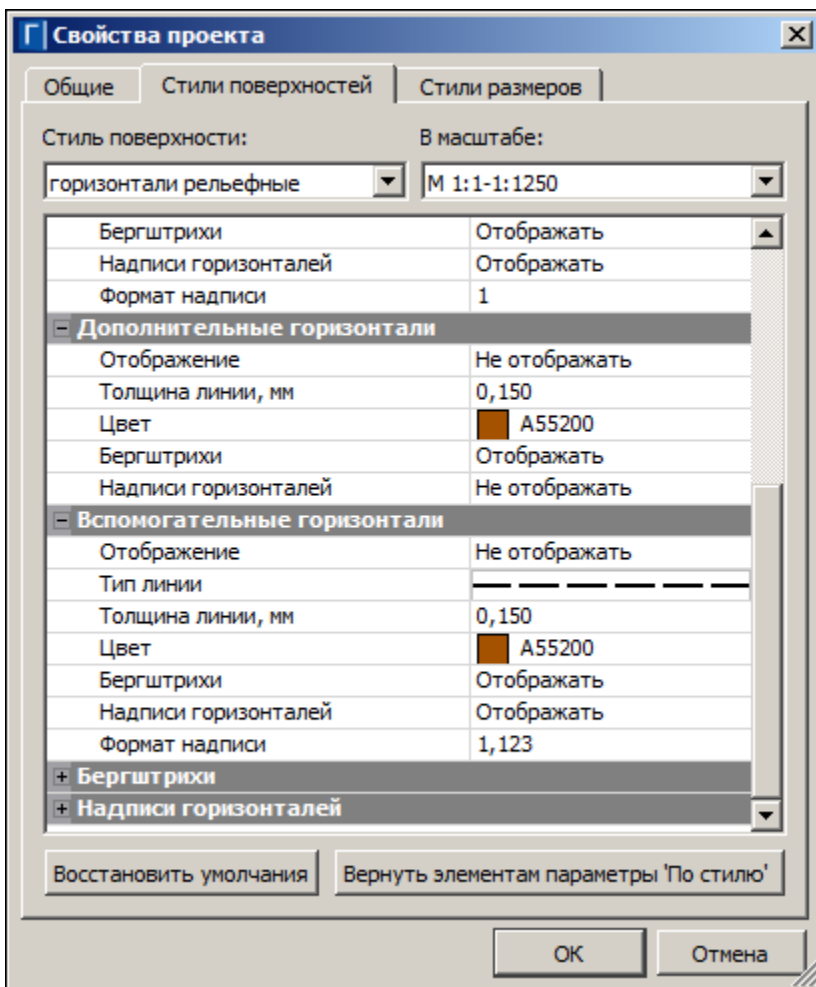 Г Свойства проекта
Общие Стили поверхностей Стили размеров
Стиль поверхности: В масштабе:
горизонтали рельефные М 1:1-1:1250
Бергштрихи Отображать
Надписи горизонталей Отображать
Формат надписи 1
Дополнительные горизонтали
Отображение Не отображать
Толщина линии, мм 0,150
Цвет A55200
Бергштрихи Отображать
Надписи горизонталей Не отображать
Вспомогательные горизонтали
Отображение Не отображать
Тип линии
Толщина линии, мм 0,150
Цвет A55200
Бергштрихи Отображать
Надписи горизонталей Отображать
Формат надписи 1,123
Бергштрихи
Надписи горизонталей
Восстановить умолчания Вернуть элементам параметры 'По стилю'
ОК Отмена